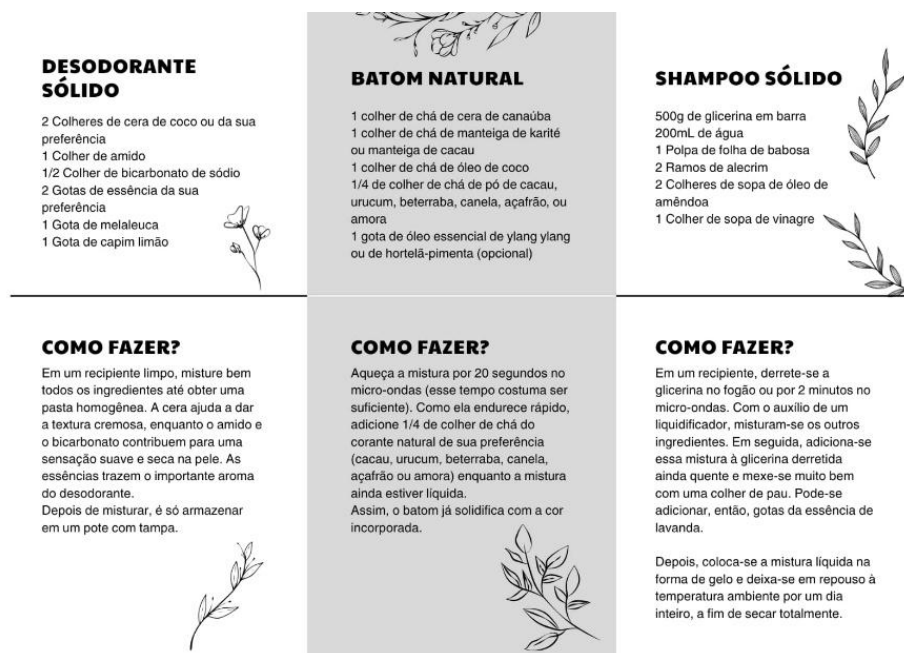 DESODORANTE
SÓLIDO
2 Colheres de cera de coco ou da sua
preferência
1 Colher de amido
1/2 Colher de bicarbonato de sódio
2 Gotas de essência da sua
preferência
1 Gota de melaleuca
1 Gota de capim limão
BATOM NATURAL
1 colher de chá de cera de canaúba
1 colher de chá de manteiga de karité
ou manteiga de cacau
1 colher de chá de óleo de coco
1/4 de colher de chá de pó de cacau,
urucum, beterraba, canela, açafrão, ou
amora
1 gota de óleo essencial de ylang ylang
ou de hortelã-pimenta (opcional)
SHAMPOO SÓLIDO
500g de glicerina em barra
200mL de água
1 Polpa de folha de babosa
2 Ramos de alecrim
2 Colheres de sopa de óleo de
amêndoa
1 Colher de sopa de vinagre
COMO FAZER?
Em um recipiente limpo, misture bem
todos os ingredientes até obter uma
pasta homogênea. A cera ajuda a dar
a textura cremosa, enquanto o amido e
o bicarbonato contribuem para uma
sensação suave e seca na pele. As
essências trazem o importante aroma
do desodorante.
Depois de misturar, é só armazenar
em um pote com tampa.
COMO FAZER?
Aqueça a mistura por 20 segundos no
micro-ondas (esse tempo costuma ser
suficiente). Como ela endurece rápido,
adicione 1/4 de colher de chá do
corante natural de sua preferência
(cacau, urucum, beterraba, canela,
açafrão ou amora) enquanto a mistura
ainda estiver líquida.
Assim, o batom já solidifica com a cor
incorporada.
COMO FAZER?
Em um recipiente, derrete-se a
glicerina no fogão ou por 2 minutos no
micro-ondas. Com o auxílio de um
liquidificador, misturam-se os outros
ingredientes. Em seguida, adiciona-se
essa mistura à glicerina derretida
ainda quente e mexe-se muito bem
com uma colher de pau. Pode-se
adicionar, então, gotas da essência de
lavanda.
Depois, coloca-se a mistura líquida na
forma de gelo e deixa-se em repouso à
temperatura ambiente por um dia
inteiro, a fim de secar totalmente.